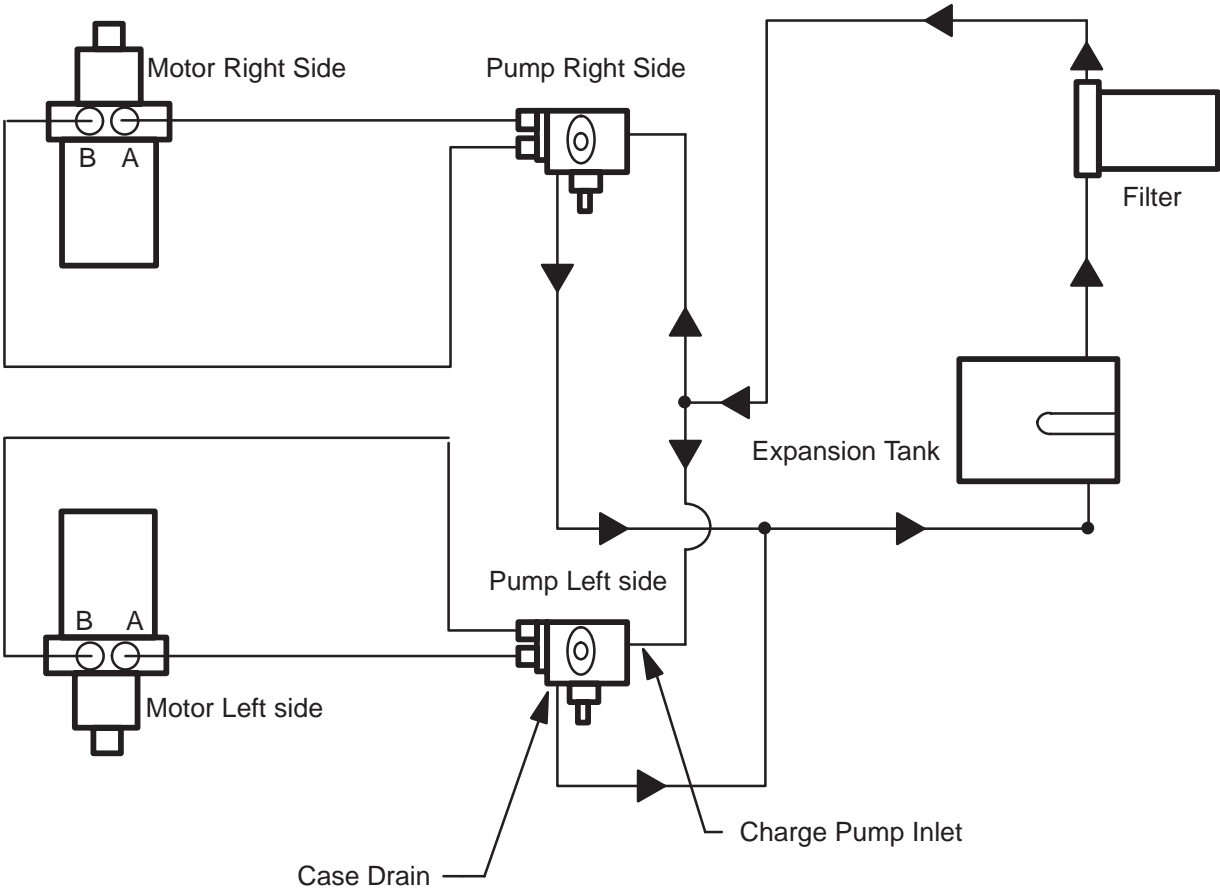 Motor Right Side
Pump Right Side
B A
Filter
Expansion Tank
Pump Left side
B A
Motor Left side
Charge Pump Inlet
Case Drain